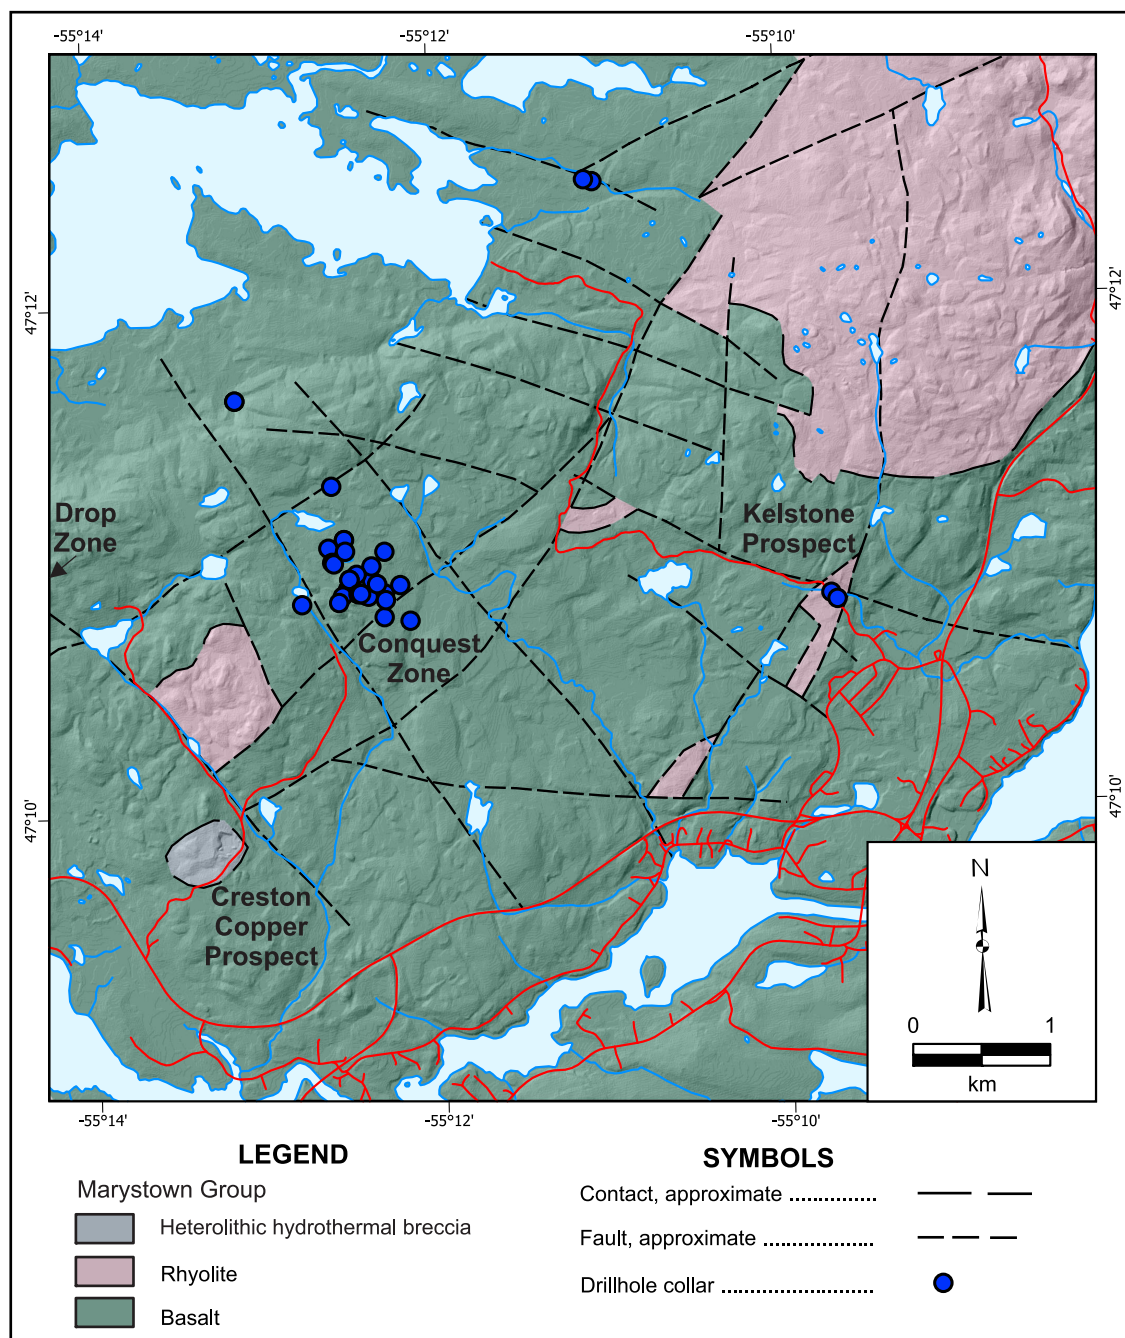 -55°14'
-55°12'
-55°10'
47°12'
47°12'
Drop
Zone
Kelstone
Prospect
Conquest
Zone
47°10'
47°10'
Creston
Copper
Prospect
N
0 1
km
-55°14'
-55°12'
-55°10'
LEGEND
Marystown Group
Heterolithic hydrothermal breccia
Rhyolite
Basalt
SYMBOLS
Contact, approximate ...............
Fault, approximate ...................
Drillhole collar ..........................